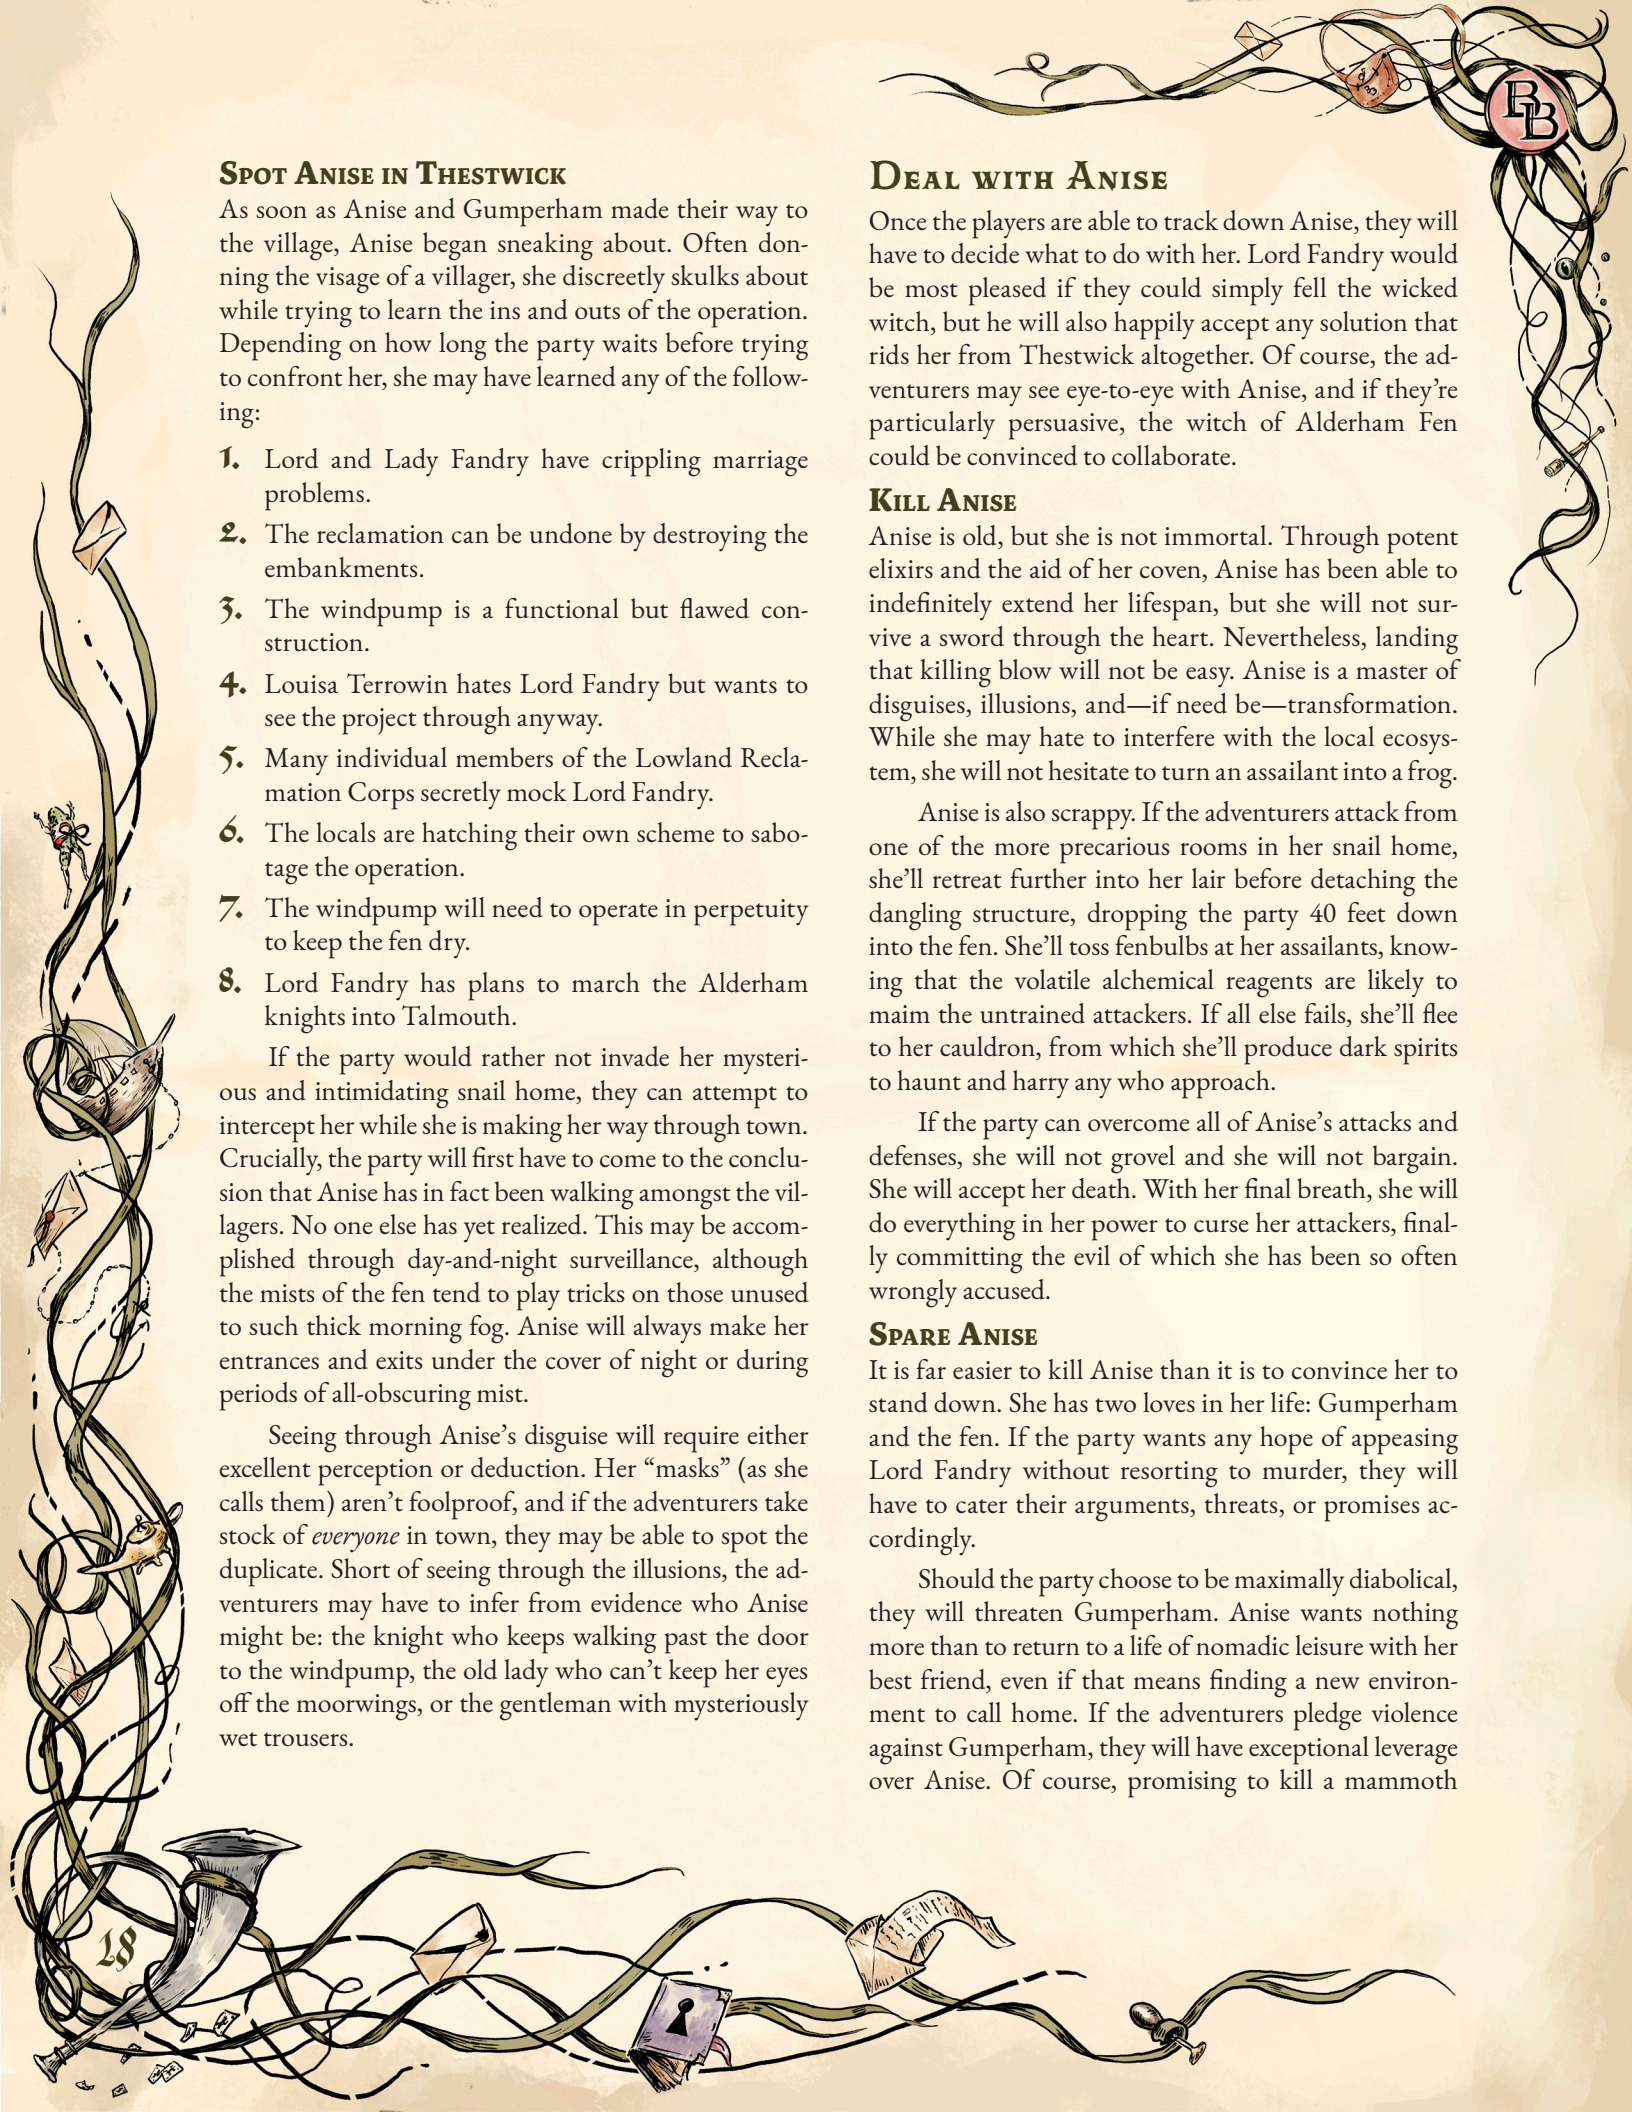 Spot Anise in Thestwick
As soon as Anise and Gumperham made their way to
the village, Anise began sneaking about. Often don-
ning the visage of a villager, she discreetly skulks about
while trying to learn the ins and outs of the operation.
Depending on how long the party waits before trying
to confront her, she may have learned any of the follow-
ing:
1. Lord and Lady Fandry have crippling marriage
problems.
2. The reclamation can be undone by destroying the
embankments.
3. The windpump is a functional but flawed con-
struction.
4. Louisa Terrowin hates Lord Fandry but wants to
see the project through anyway.
5. Many individual members of the Lowland Recla-
mation Corps secretly mock Lord Fandry.
6. The locals are hatching their own scheme to sabo-
tage the operation.
7. The windpump will need to operate in perpetuity
to keep the fen dry.
8. Lord Fandry has plans to march the Alderham
knights into Talmouth.
If the party would rather not invade her mysteri-
ous and intimidating snail home, they can attempt to
intercept her while she is making her way through town.
Crucially, the party will first have to come to the conclu-
sion that Anise has in fact been walking amongst the vil-
lagers. No one else has yet realized. This may be accom-
plished through day-and-night surveillance, although
the mists of the fen tend to play tricks on those unused
to such thick morning fog. Anise will always make her
entrances and exits under the cover of night or during
periods of all-obscuring mist.
Seeing through Anise’s disguise will require either
excellent perception or deduction. Her “masks” (as she
calls them) aren’t foolproof, and if the adventurers take
stock of everyone in town, they may be able to spot the
duplicate. Short of seeing through the illusions, the ad-
venturers may have to infer from evidence who Anise
might be: the knight who keeps walking past the door
to the windpump, the old lady who can’t keep her eyes
off the moorwings, or the gentleman with mysteriously
wet trousers.
Deal with Anise
Once the players are able to track down Anise, they will
have to decide what to do with her. Lord Fandry would
be most pleased if they could simply fell the wicked
witch, but he will also happily accept any solution that
rids her from Thestwick altogether. Of course, the ad-
venturers may see eye-to-eye with Anise, and if they’re
particularly persuasive, the witch of Alderham Fen
could be convinced to collaborate.
Kill Anise
Anise is old, but she is not immortal. Through potent
elixirs and the aid of her coven, Anise has been able to
indefinitely extend her lifespan, but she will not sur-
vive a sword through the heart. Nevertheless, landing
that killing blow will not be easy. Anise is a master of
disguises, illusions, and—if need be—transformation.
While she may hate to interfere with the local ecosys-
tem, she will not hesitate to turn an assailant into a frog.
Anise is also scrappy. If the adventurers attack from
one of the more precarious rooms in her snail home,
she’ll retreat further into her lair before detaching the
dangling structure, dropping the party 40 feet down
into the fen. She’ll toss fenbulbs at her assailants, know-
ing that the volatile alchemical reagents are likely to
maim the untrained attackers. If all else fails, she’ll flee
to her cauldron, from which she’ll produce dark spirits
to haunt and harry any who approach.
If the party can overcome all of Anise’s attacks and
defenses, she will not grovel and she will not bargain.
She will accept her death. With her final breath, she will
do everything in her power to curse her attackers, final-
ly committing the evil of which she has been so often
wrongly accused.
Spare Anise
It is far easier to kill Anise than it is to convince her to
stand down. She has two loves in her life: Gumperham
and the fen. If the party wants any hope of appeasing
Lord Fandry without resorting to murder, they will
have to cater their arguments, threats, or promises ac-
cordingly.
Should the party choose to be maximally diabolical,
they will threaten Gumperham. Anise wants nothing
more than to return to a life of nomadic leisure with her
best friend, even if that means finding a new environ-
ment to call home. If the adventurers pledge violence
against Gumperham, they will have exceptional leverage
over Anise. Of course, promising to kill a mammoth
BB
18